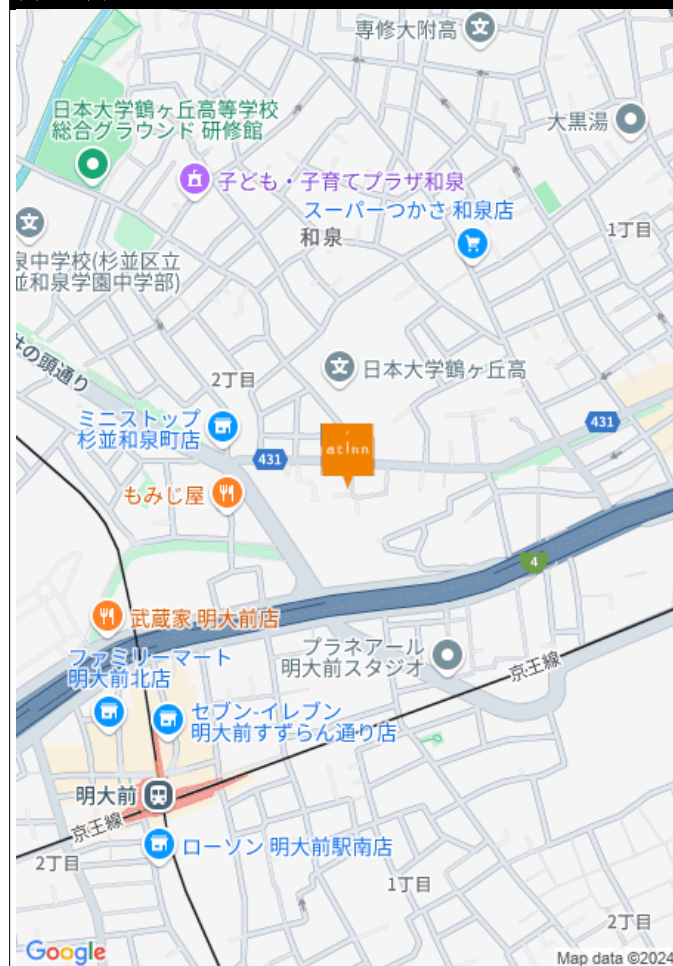 専修大附高
日本大学鶴ヶ丘高等学校
総合グラウンド 研修館
大黒湯
子ども・子育てプラザ和泉
スーパーつかさ 和泉店
和泉
1丁目
泉中学校(杉並区立
並和泉学園中学部)
井の頭通り
2丁目
日本大学鶴ケ丘高
ミニストップ
杉並和泉町店
431
atinn
431
もみじ屋
4
武蔵家 明大前店
プラネアール
明大前スタジオ
京王線
ファミリーマート
明大前北店
セブン-イレブン
明大前すずらん通り店
明大前
京王線
ローソン 明大前駅南店
2丁目
1丁目
2丁目
Google
Map data ©2024